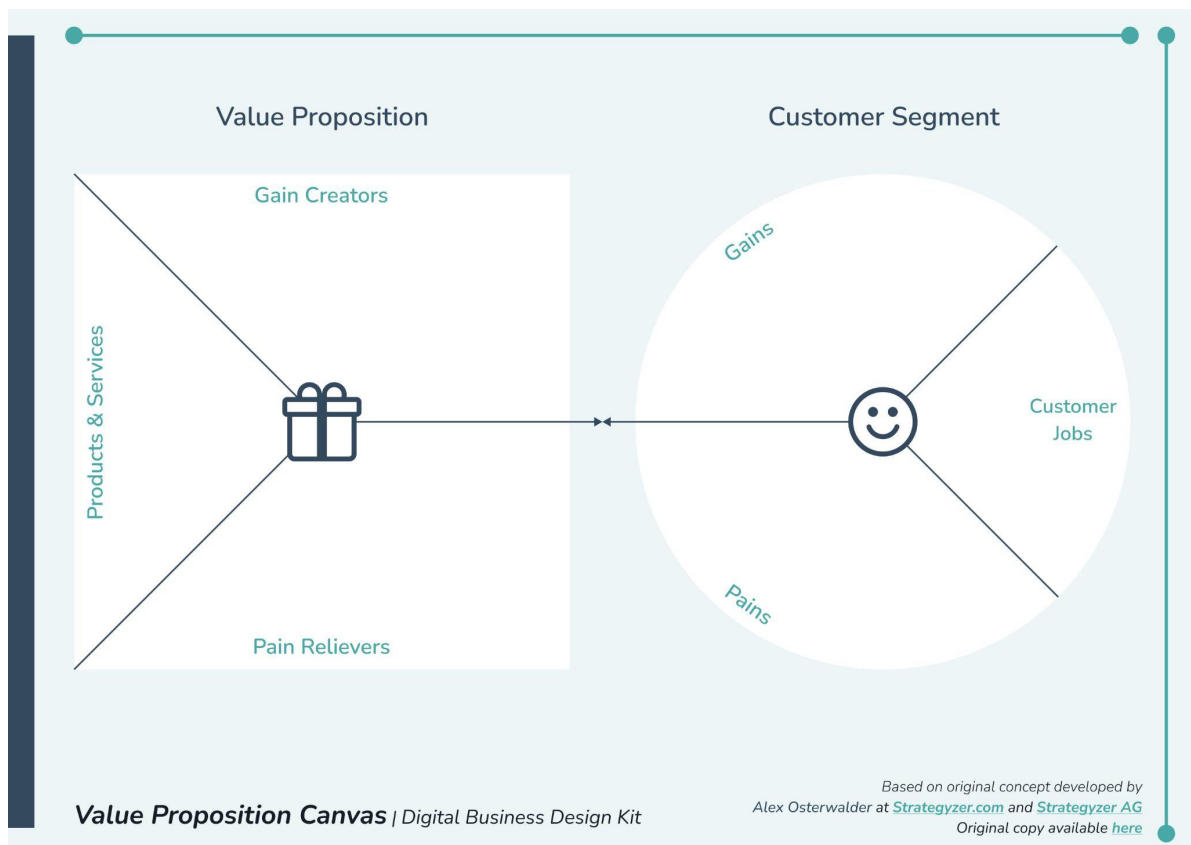 Value Proposition
Customer Segment
Gain Creators
Products & Services
Pain Relievers
Gains
Customer
Jobs
Pains
Value Proposition Canvas | Digital Business Design Kit
Based on original concept developed by
Alex Osterwalder at Strategyzer.com and Strategyzer AG
Original copy available here